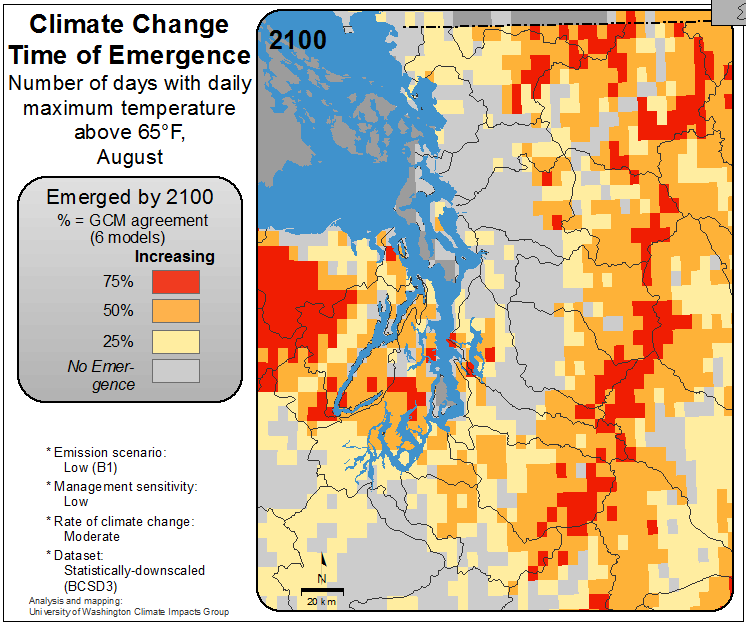 Climate Change
Time of Emergence
Number of days with daily
maximum temperature
above 65°F,
August
Emerged by 2100
% = GCM agreement
(6 models)
Increasing
75%
50%
25%
No Emer-
gence
* Emission scenario:
Low (B1)
* Management sensitivity:
Low
* Rate of climate change:
Moderate
* Dataset:
Statistically-downscaled
(BCSD3)
Analysis and mapping:
University of Washington Climate Impacts Group
2100
N
20 km